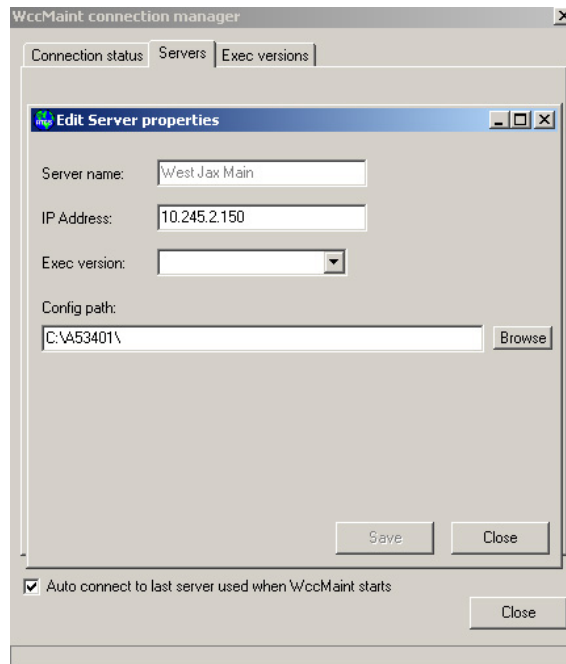 WccMaint connection manager
Connection status Servers Exec versions
Edit Server properties
Server name: West Jax Main
IP Address: 10.245.2.150
Exec version:
Config path:
C:\A53401\ Browse
Save Close
Auto connect to last server used when WccMaint starts
Close